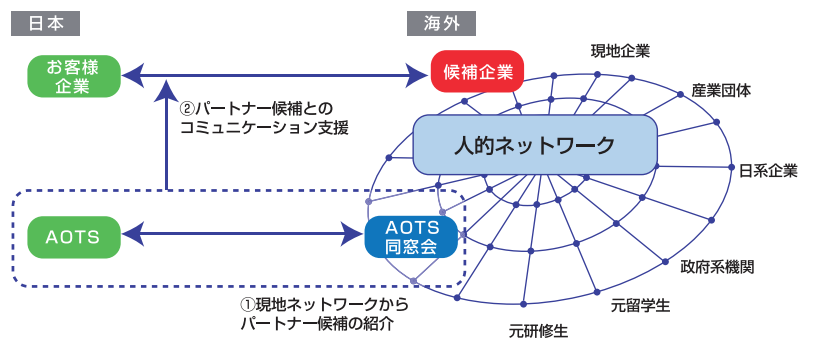 日本
海外
お客様
企業
候補企業
現地企業
産業団体
②パートナー候補との
コミュニケーション支援
人的ネットワーク
日系企業
AOTS
AOTS
同窓会
政府系機関
元留学生
元研修生
①現地ネットワークから
パートナー候補の紹介